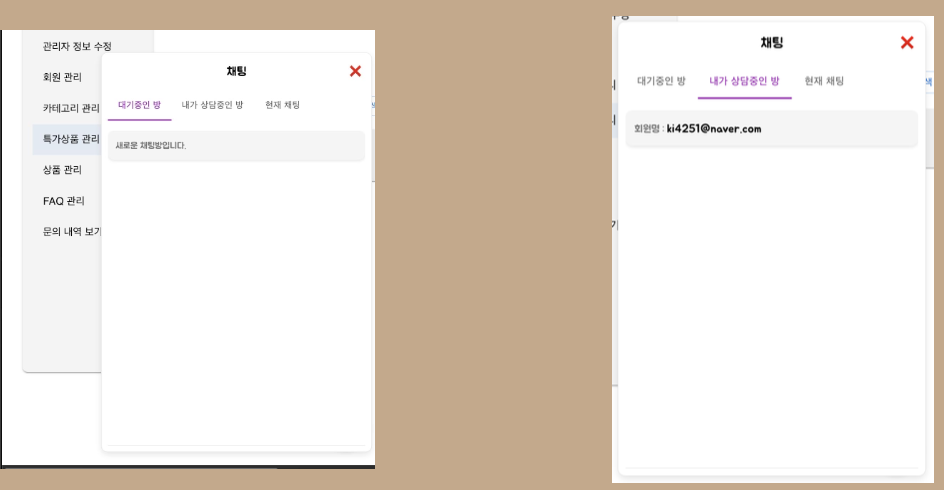 관리자 정보 수정
회원 관리
카테고리 관리
특가상품 관리
상품 관리
FAQ 관리
문의 내역 보기
채팅
대기중인 방 내가 상담중인 방 현재 채팅
새로운 채팅방입니다.
채팅
대기중인 방 내가 상담중인 방 현재 채팅
회원명 : ki4251@naver.com